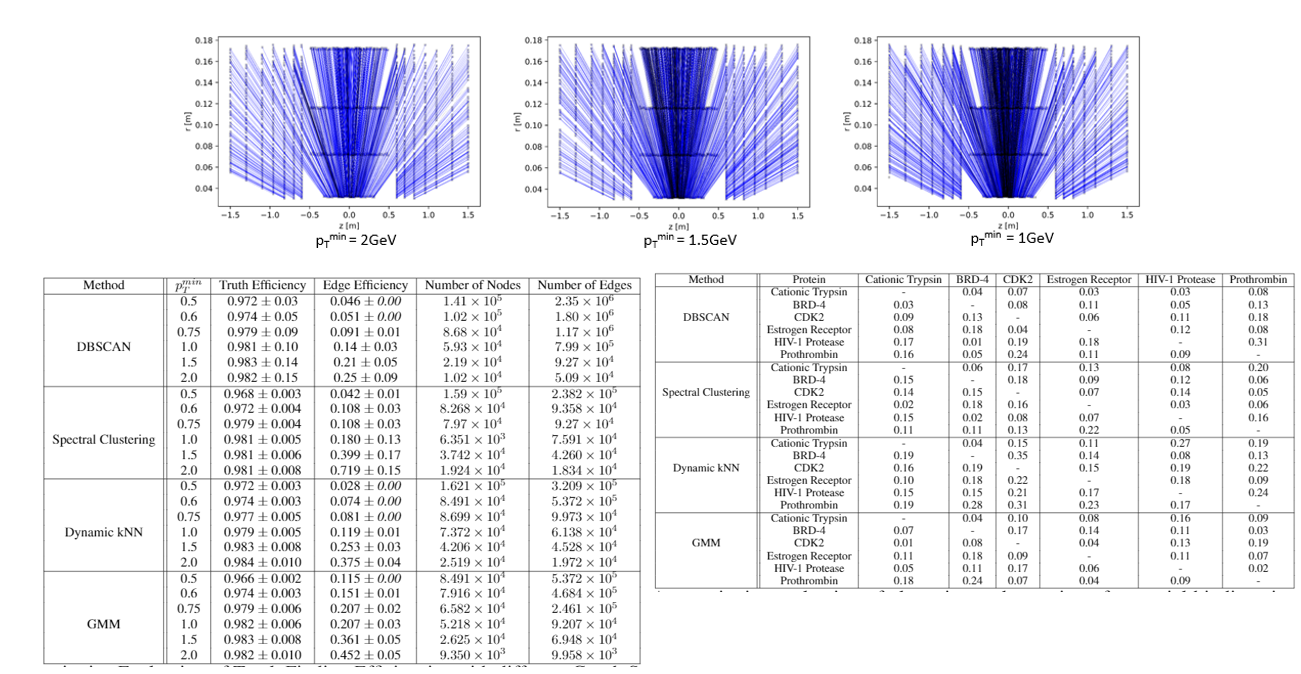 0.18
0.16
0.14
0.12
0.10
0.08
0.06
0.04
r [m]
−1.5 −1.0 −0.5 0.0 0.5 1.0 1.5
z [m]
p_T^min = 2GeV
0.18
0.16
0.14
0.12
0.10
0.08
0.06
0.04
r [m]
−1.5 −1.0 −0.5 0.0 0.5 1.0 1.5
z [m]
p_T^min = 1.5GeV
0.18
0.16
0.14
0.12
0.10
0.08
0.06
0.04
r [m]
−1.5 −1.0 −0.5 0.0 0.5 1.0 1.5
z [m]
p_T^min = 1GeV
Method p_T^min Truth Efficiency Edge Efficiency Number of Nodes Number of Edges
DBSCAN
0.5 0.972 ± 0.03 0.046 ± 0.00 1.41 × 10^5 2.35 × 10^6
0.6 0.974 ± 0.05 0.051 ± 0.00 1.02 × 10^5 1.80 × 10^6
0.75 0.979 ± 0.09 0.091 ± 0.01 8.68 × 10^4 1.17 × 10^6
1.0 0.981 ± 0.10 0.14 ± 0.03 5.93 × 10^4 7.99 × 10^5
1.5 0.983 ± 0.14 0.21 ± 0.05 2.19 × 10^4 9.27 × 10^4
2.0 0.982 ± 0.15 0.25 ± 0.09 1.02 × 10^4 5.09 × 10^4
Spectral Clustering
0.5 0.968 ± 0.003 0.042 ± 0.01 1.59 × 10^5 2.382 × 10^5
0.6 0.972 ± 0.004 0.108 ± 0.03 8.268 × 10^4 9.358 × 10^4
0.75 0.979 ± 0.004 0.108 ± 0.03 7.97 × 10^4 9.27 × 10^4
1.0 0.981 ± 0.005 0.180 ± 0.13 6.351 × 10^3 7.591 × 10^4
1.5 0.981 ± 0.006 0.399 ± 0.17 3.742 × 10^4 4.260 × 10^4
2.0 0.981 ± 0.008 0.719 ± 0.15 1.924 × 10^4 1.834 × 10^4
Dynamic kNN
0.5 0.972 ± 0.003 0.028 ± 0.00 1.621 × 10^5 3.209 × 10^5
0.6 0.974 ± 0.003 0.074 ± 0.00 8.491 × 10^4 5.372 × 10^5
0.75 0.977 ± 0.005 0.081 ± 0.00 8.699 × 10^4 9.973 × 10^4
1.0 0.979 ± 0.005 0.119 ± 0.01 7.372 × 10^4 6.138 × 10^4
1.5 0.983 ± 0.008 0.253 ± 0.03 4.206 × 10^4 4.528 × 10^4
2.0 0.984 ± 0.010 0.375 ± 0.04 2.519 × 10^4 1.972 × 10^4
GMM
0.5 0.966 ± 0.002 0.115 ± 0.00 8.491 × 10^4 5.372 × 10^5
0.6 0.974 ± 0.003 0.151 ± 0.01 7.916 × 10^4 4.684 × 10^5
0.75 0.979 ± 0.006 0.207 ± 0.02 6.582 × 10^4 2.461 × 10^5
1.0 0.982 ± 0.006 0.207 ± 0.03 5.218 × 10^4 9.207 × 10^4
1.5 0.983 ± 0.008 0.361 ± 0.05 2.625 × 10^4 6.948 × 10^4
2.0 0.982 ± 0.010 0.452 ± 0.05 9.350 × 10^3 9.958 × 10^3
Method Protein Cationic Trypsin BRD-4 CDK2 Estrogen Receptor HIV-1 Protease Prothrombin
DBSCAN
Cationic Trypsin - 0.04 0.07 0.03 0.03 0.08
BRD-4 0.03 - 0.08 0.11 0.05 0.13
CDK2 0.09 0.13 - 0.06 0.11 0.18
Estrogen Receptor 0.08 0.18 0.04 - 0.12 0.08
HIV-1 Protease 0.17 0.01 0.19 0.18 - 0.31
Prothrombin 0.16 0.05 0.24 0.11 0.09 -
Spectral Clustering
Cationic Trypsin - 0.06 0.17 0.13 0.08 0.20
BRD-4 0.15 - 0.18 0.09 0.12 0.06
CDK2 0.14 0.15 - 0.07 0.14 0.05
Estrogen Receptor 0.02 0.18 0.16 - 0.03 0.06
HIV-1 Protease 0.15 0.02 0.08 0.07 - 0.16
Prothrombin 0.11 0.11 0.13 0.22 0.05 -
Dynamic kNN
Cationic Trypsin - 0.04 0.15 0.11 0.27 0.19
BRD-4 0.19 - 0.35 0.14 0.08 0.13
CDK2 0.16 0.19 - 0.15 0.19 0.22
Estrogen Receptor 0.10 0.18 0.22 - 0.18 0.09
HIV-1 Protease 0.15 0.15 0.21 0.17 - 0.24
Prothrombin 0.19 0.28 0.31 0.23 0.17 -
GMM
Cationic Trypsin - 0.04 0.10 0.08 0.16 0.09
BRD-4 0.07 - 0.17 0.14 0.11 0.03
CDK2 0.01 0.08 - 0.04 0.13 0.19
Estrogen Receptor 0.11 0.18 0.09 - 0.11 0.07
HIV-1 Protease 0.05 0.11 0.17 0.06 - 0.02
Prothrombin 0.18 0.24 0.07 0.04 0.09 -